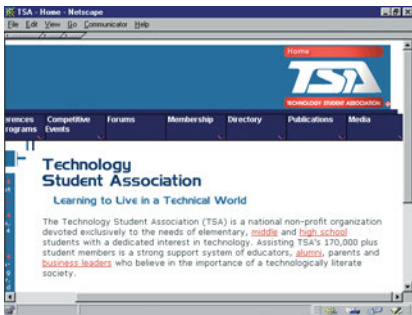 TSA - Home - Netscape
File Edit View Go Communicator Help
Home
TSA
TECHNOLOGY STUDENT ASSOCIATION
erences Competitive Forums Membership Directory Publications Media
rograms Events
Technology
Student Association
Learning to Live in a Technical World
The Technology Student Association (TSA) is a national non-profit organization
devoted exclusively to the needs of elementary, middle and high school
students with a dedicated interest in technology. Assisting TSA's 170,000 plus
student members is a strong support system of educators, alumni, parents and
business leaders who believe in the importance of a technologically literate
society.